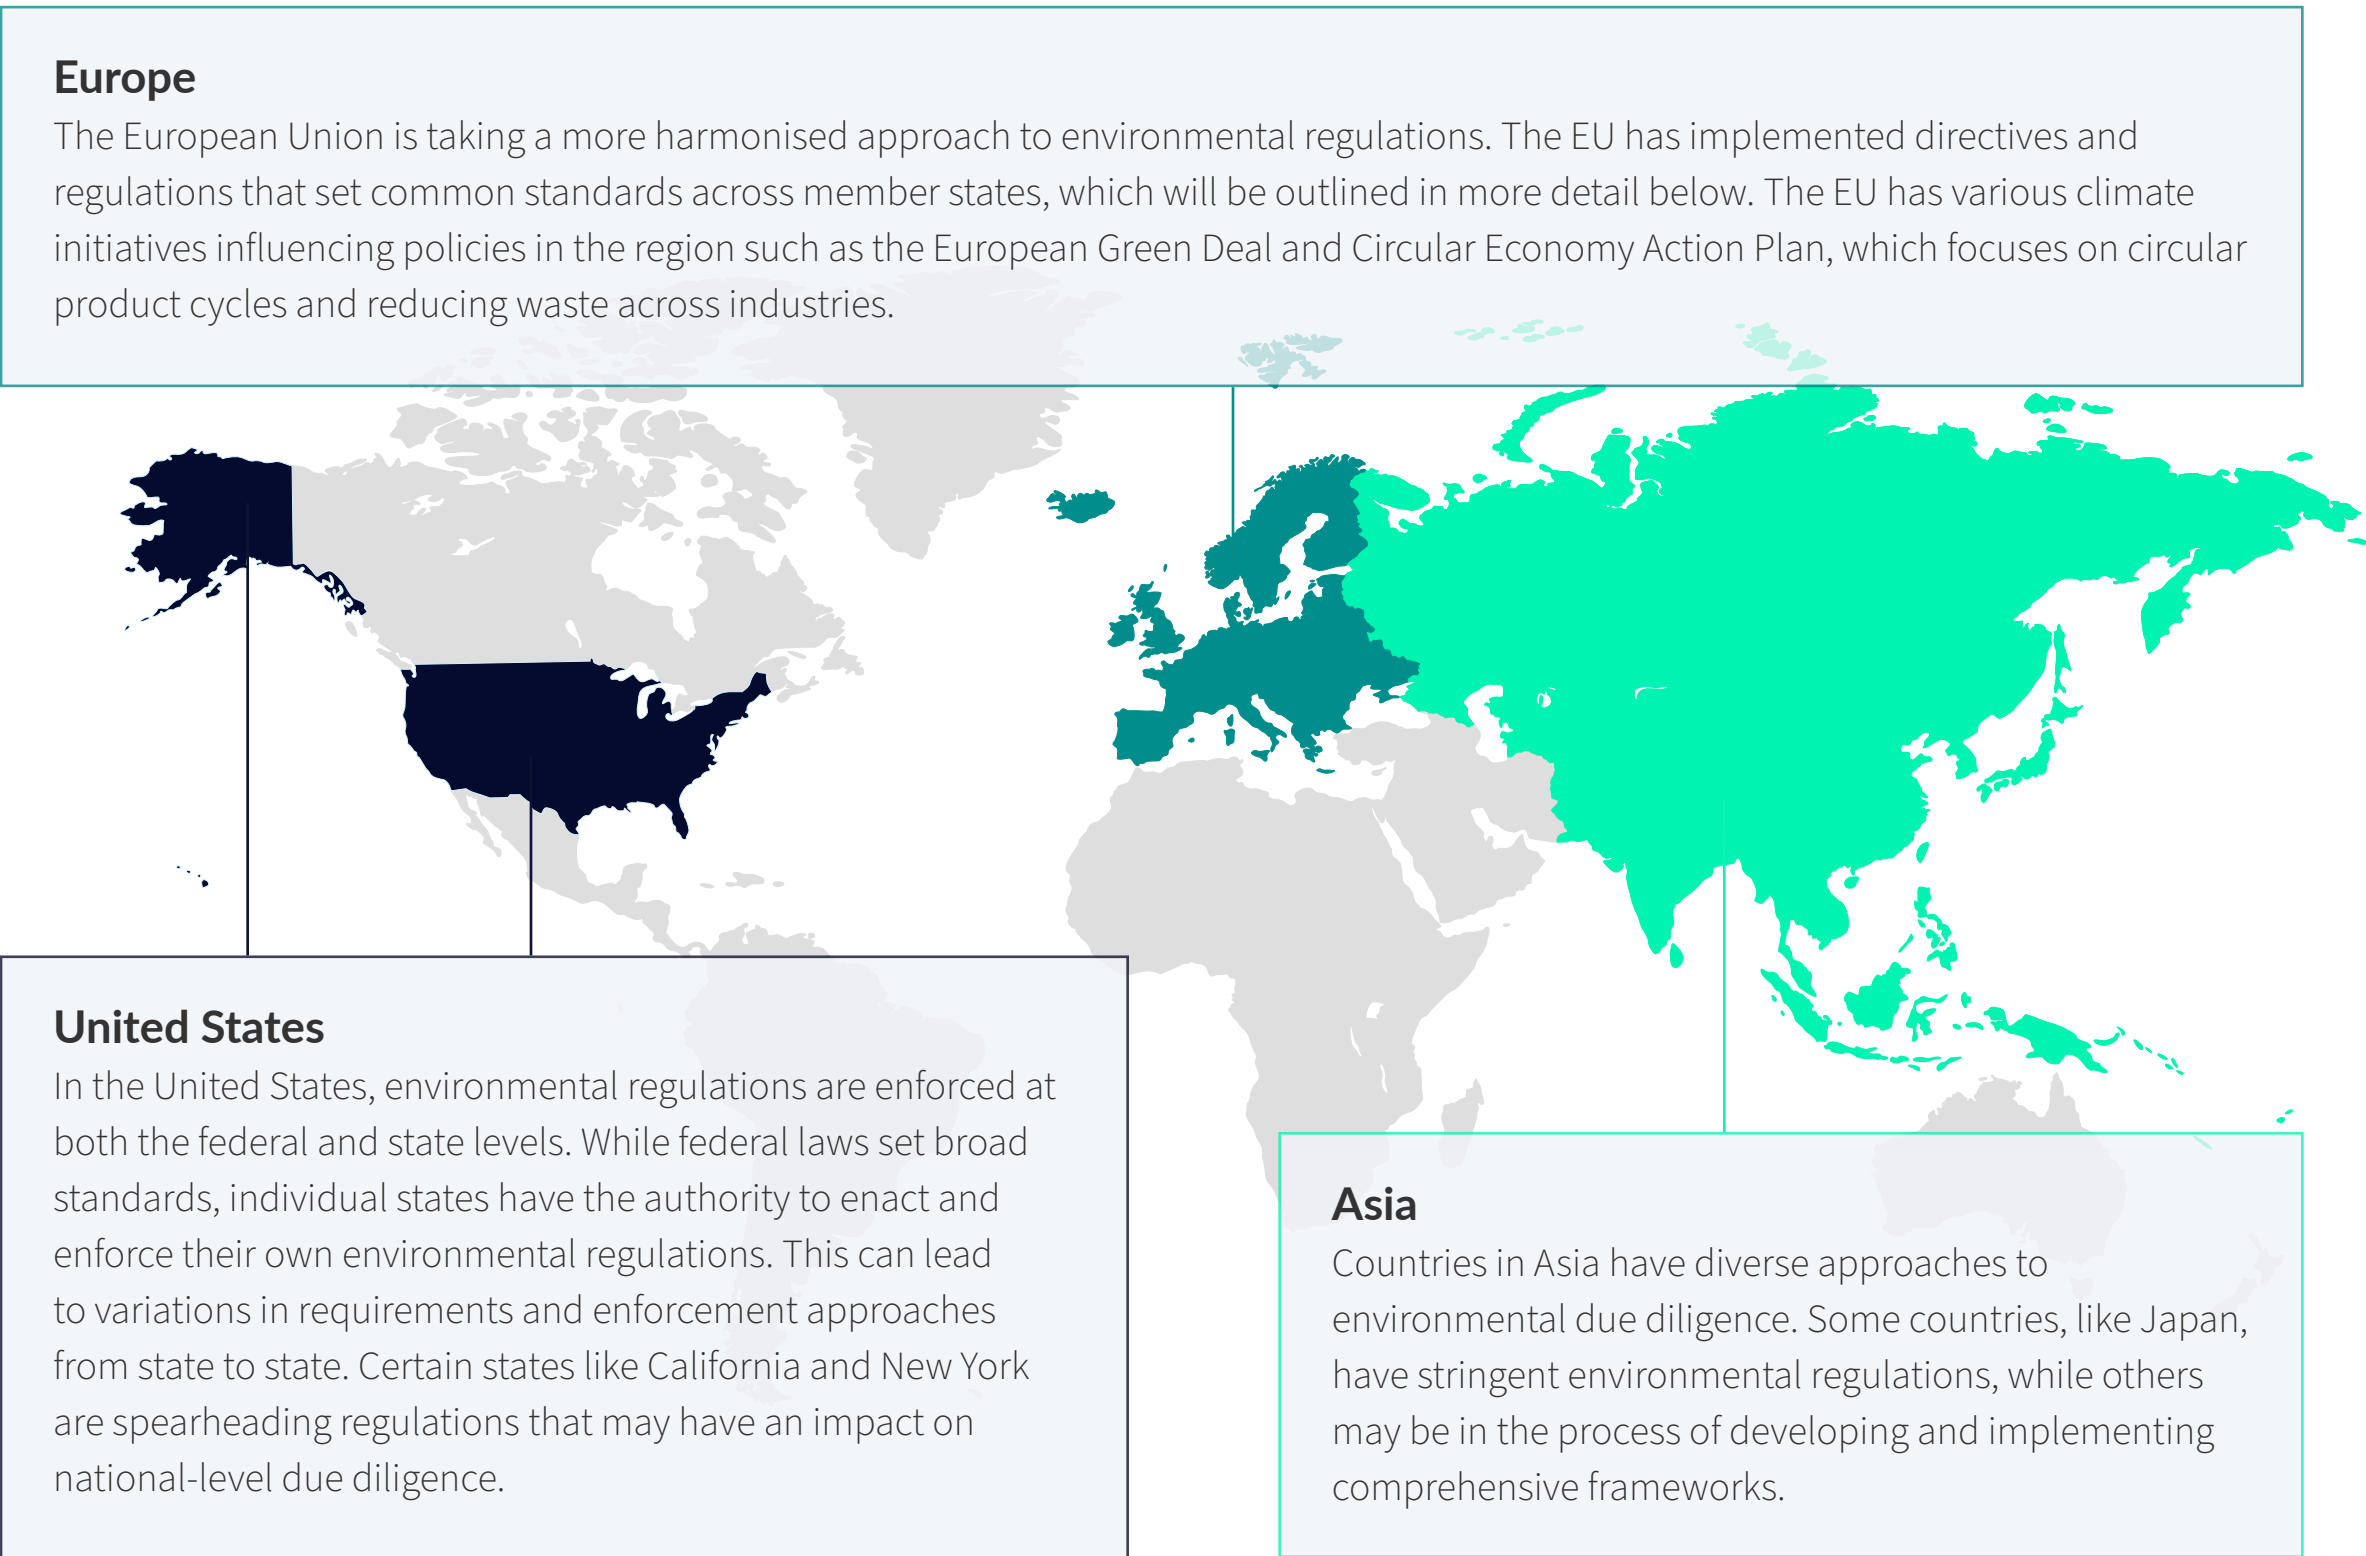 Europe
The European Union is taking a more harmonised approach to environmental regulations. The EU has implemented directives and
regulations that set common standards across member states, which will be outlined in more detail below. The EU has various climate
initiatives influencing policies in the region such as the European Green Deal and Circular Economy Action Plan, which focuses on circular
product cycles and reducing waste across industries.
United States
In the United States, environmental regulations are enforced at
both the federal and state levels. While federal laws set broad
standards, individual states have the authority to enact and
enforce their own environmental regulations. This can lead
to variations in requirements and enforcement approaches
from state to state. Certain states like California and New York
are spearheading regulations that may have an impact on
national-level due diligence.
Asia
Countries in Asia have diverse approaches to
environmental due diligence. Some countries, like Japan,
have stringent environmental regulations, while others
may be in the process of developing and implementing
comprehensive frameworks.